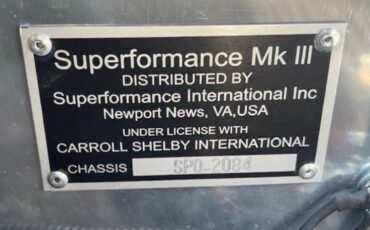 Superformance Mk III
DISTRIBUTED BY
Superformance International Inc
Newport News, VA,USA
UNDER LICENSE WITH
CARROLL SHELBY INTERNATIONAL
CHASSIS SPO-2084